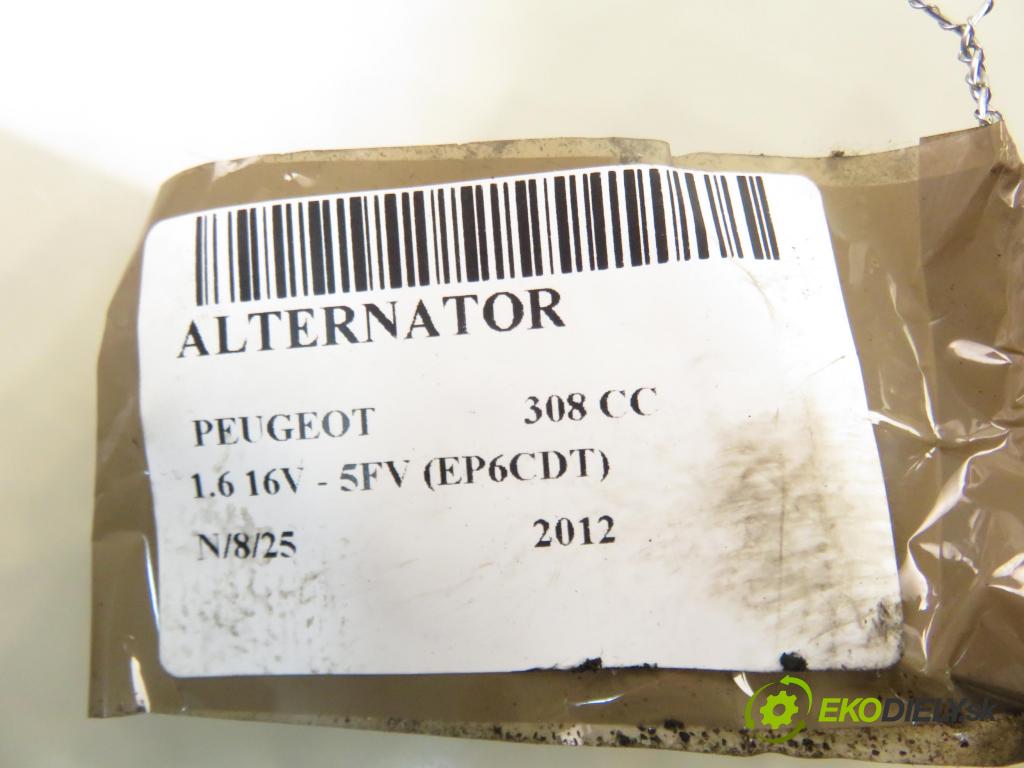 ALTERNATOR
PEUGEOT 308 CC
1.6 16V - 5FV (EP6CDT)
N/8/25 2012
EKODIELY.sk